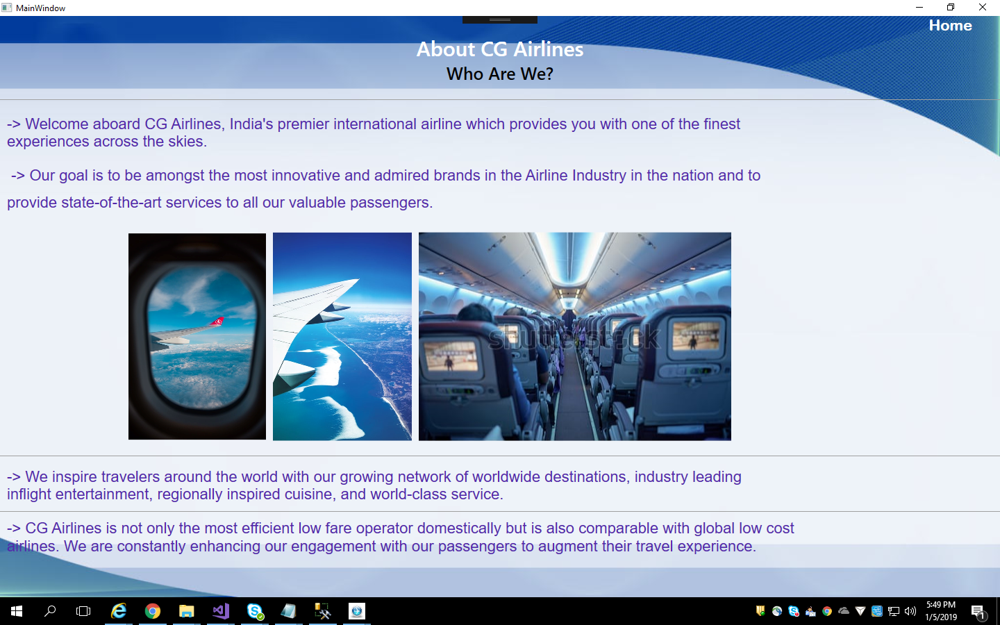 MainWindow
Home
About CG Airlines
Who Are We?
-> Welcome aboard CG Airlines, India's premier international airline which provides you with one of the finest
experiences across the skies.
-> Our goal is to be amongst the most innovative and admired brands in the Airline Industry in the nation and to
provide state-of-the-art services to all our valuable passengers.
shutterstock
-> We inspire travelers around the world with our growing network of worldwide destinations, industry leading
inflight entertainment, regionally inspired cuisine, and world-class service.
-> CG Airlines is not only the most efficient low fare operator domestically but is also comparable with global low cost
airlines. We are constantly enhancing our engagement with our passengers to augment their travel experience.
5:49 PM
1/5/2019
1